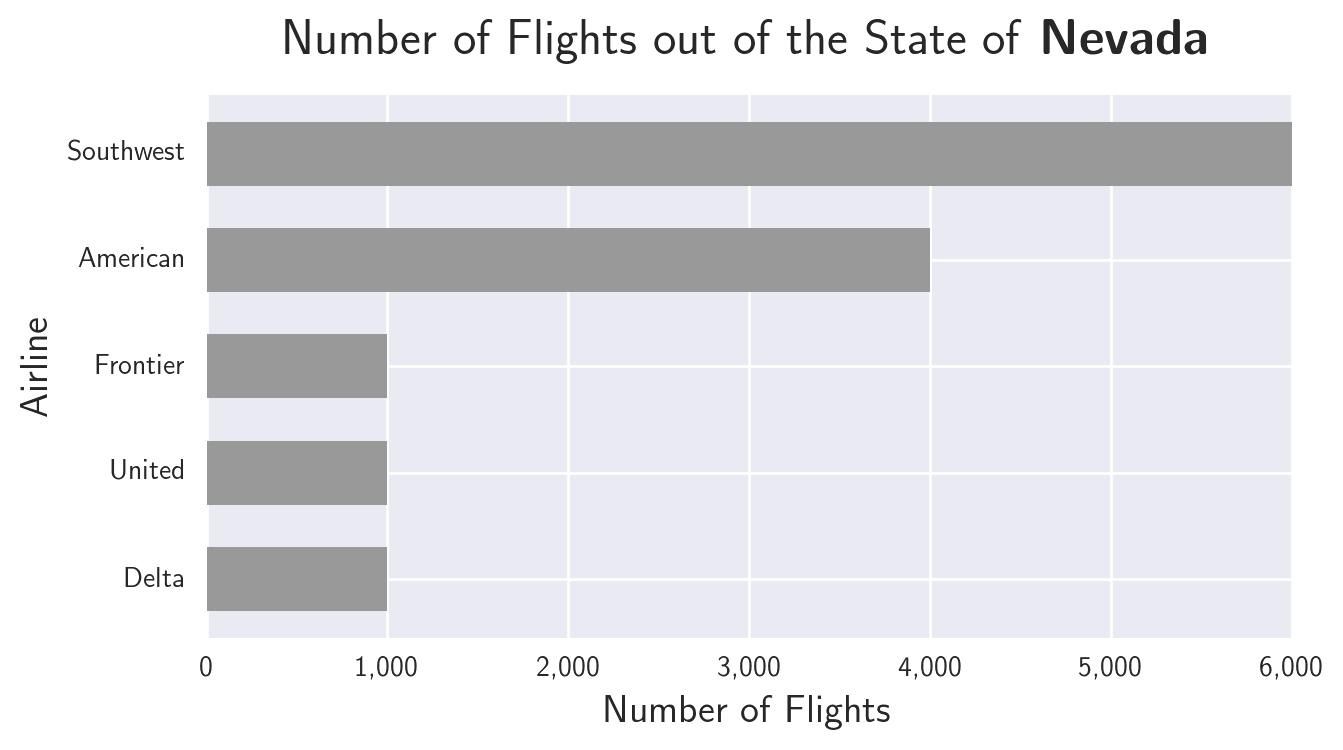 Number of Flights out of the State of Nevada
Southwest
American
Frontier
United
Delta
Airline
0 1,000 2,000 3,000 4,000 5,000 6,000
Number of Flights